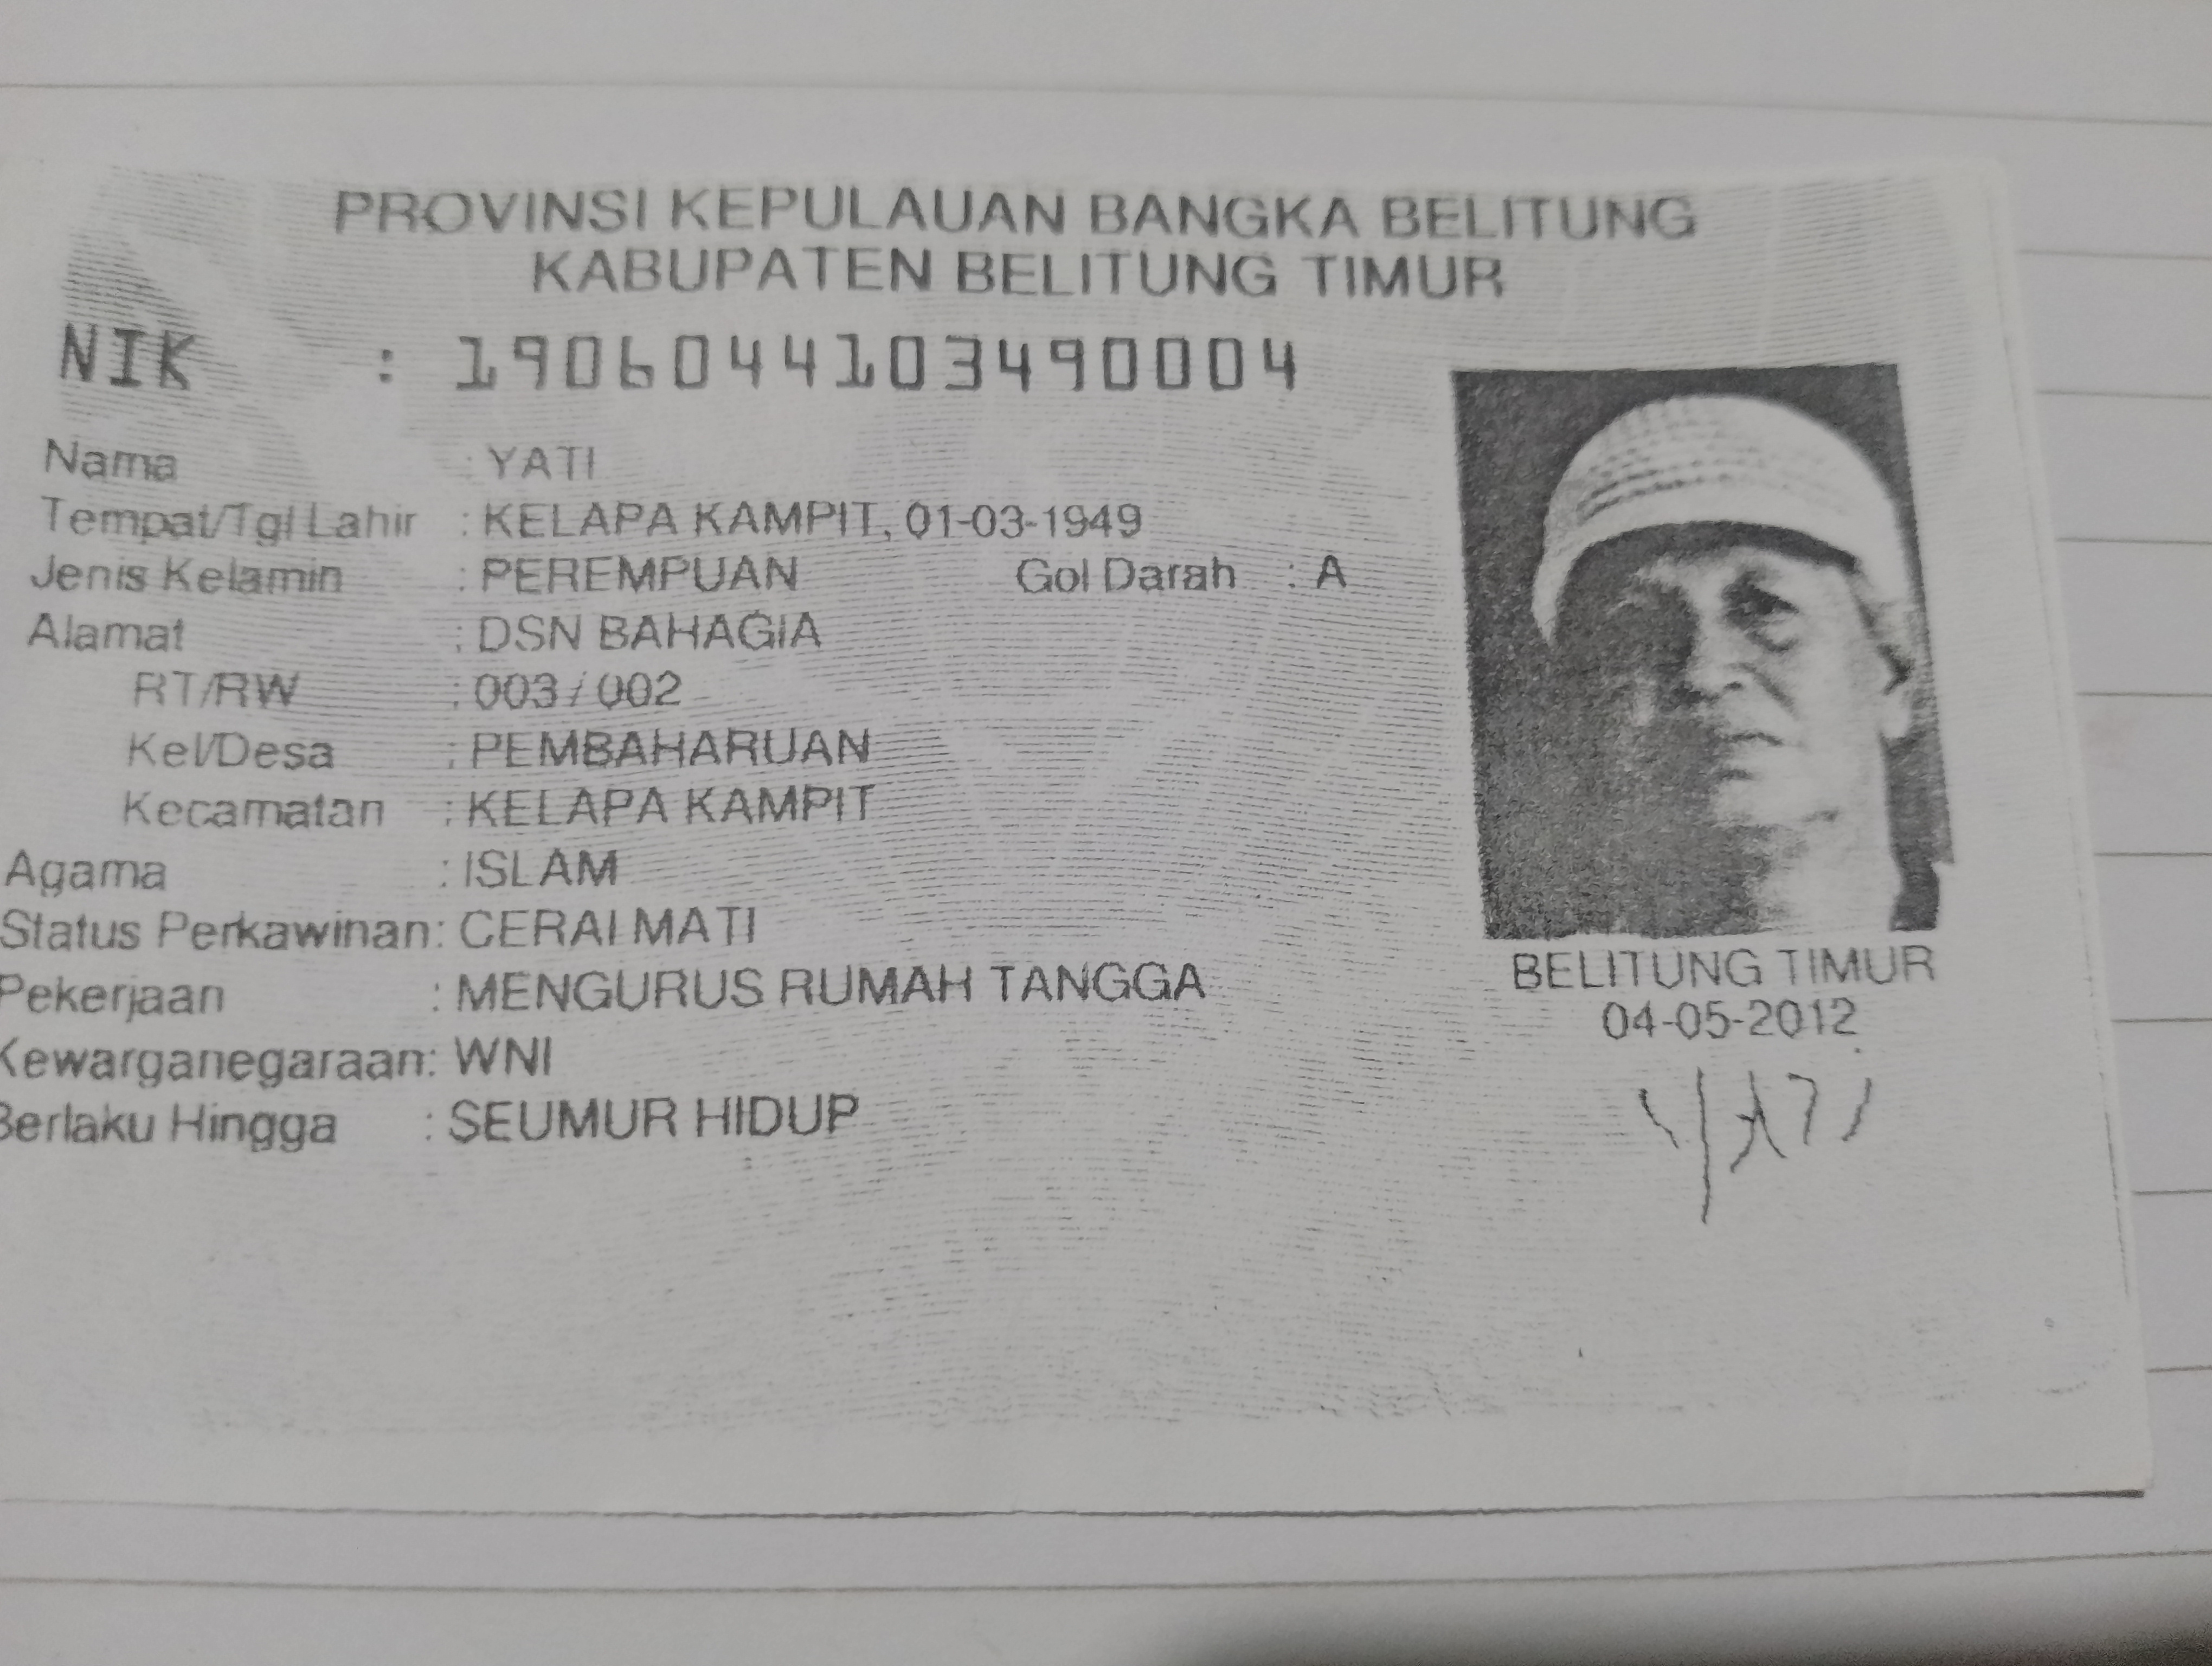 PROVINSI KEPULAUAN BANGKA BELITUNG
KABUPATEN BELITUNG TIMUR
NIK : 1906044103490004
Nama : YATI
Tempat/Tgl Lahir : KELAPA KAMPIT, 01-03-1949
Jenis Kelamin : PEREMPUAN Gol Darah : A
Alamat : DSN BAHAGIA
RT/RW : 003 / 002
Kel/Desa : PEMBAHARUAN
Kecamatan : KELAPA KAMPIT
Agama : ISLAM
Status Perkawinan: CERAI MATI
Pekerjaan : MENGURUS RUMAH TANGGA
Kewarganegaraan: WNI
Berlaku Hingga : SEUMUR HIDUP
BELITUNG TIMUR
04-05-2012
YATI